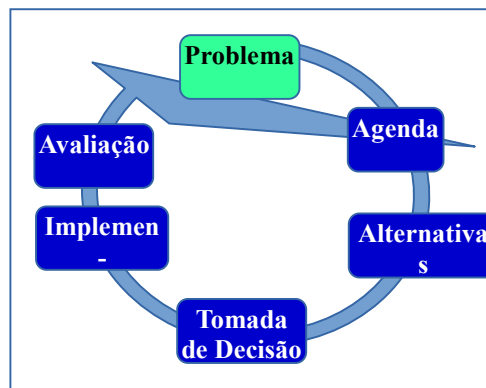 Problema
Agenda
Alternativa
s
Tomada
de Decisão
Implemen
-
Avaliação